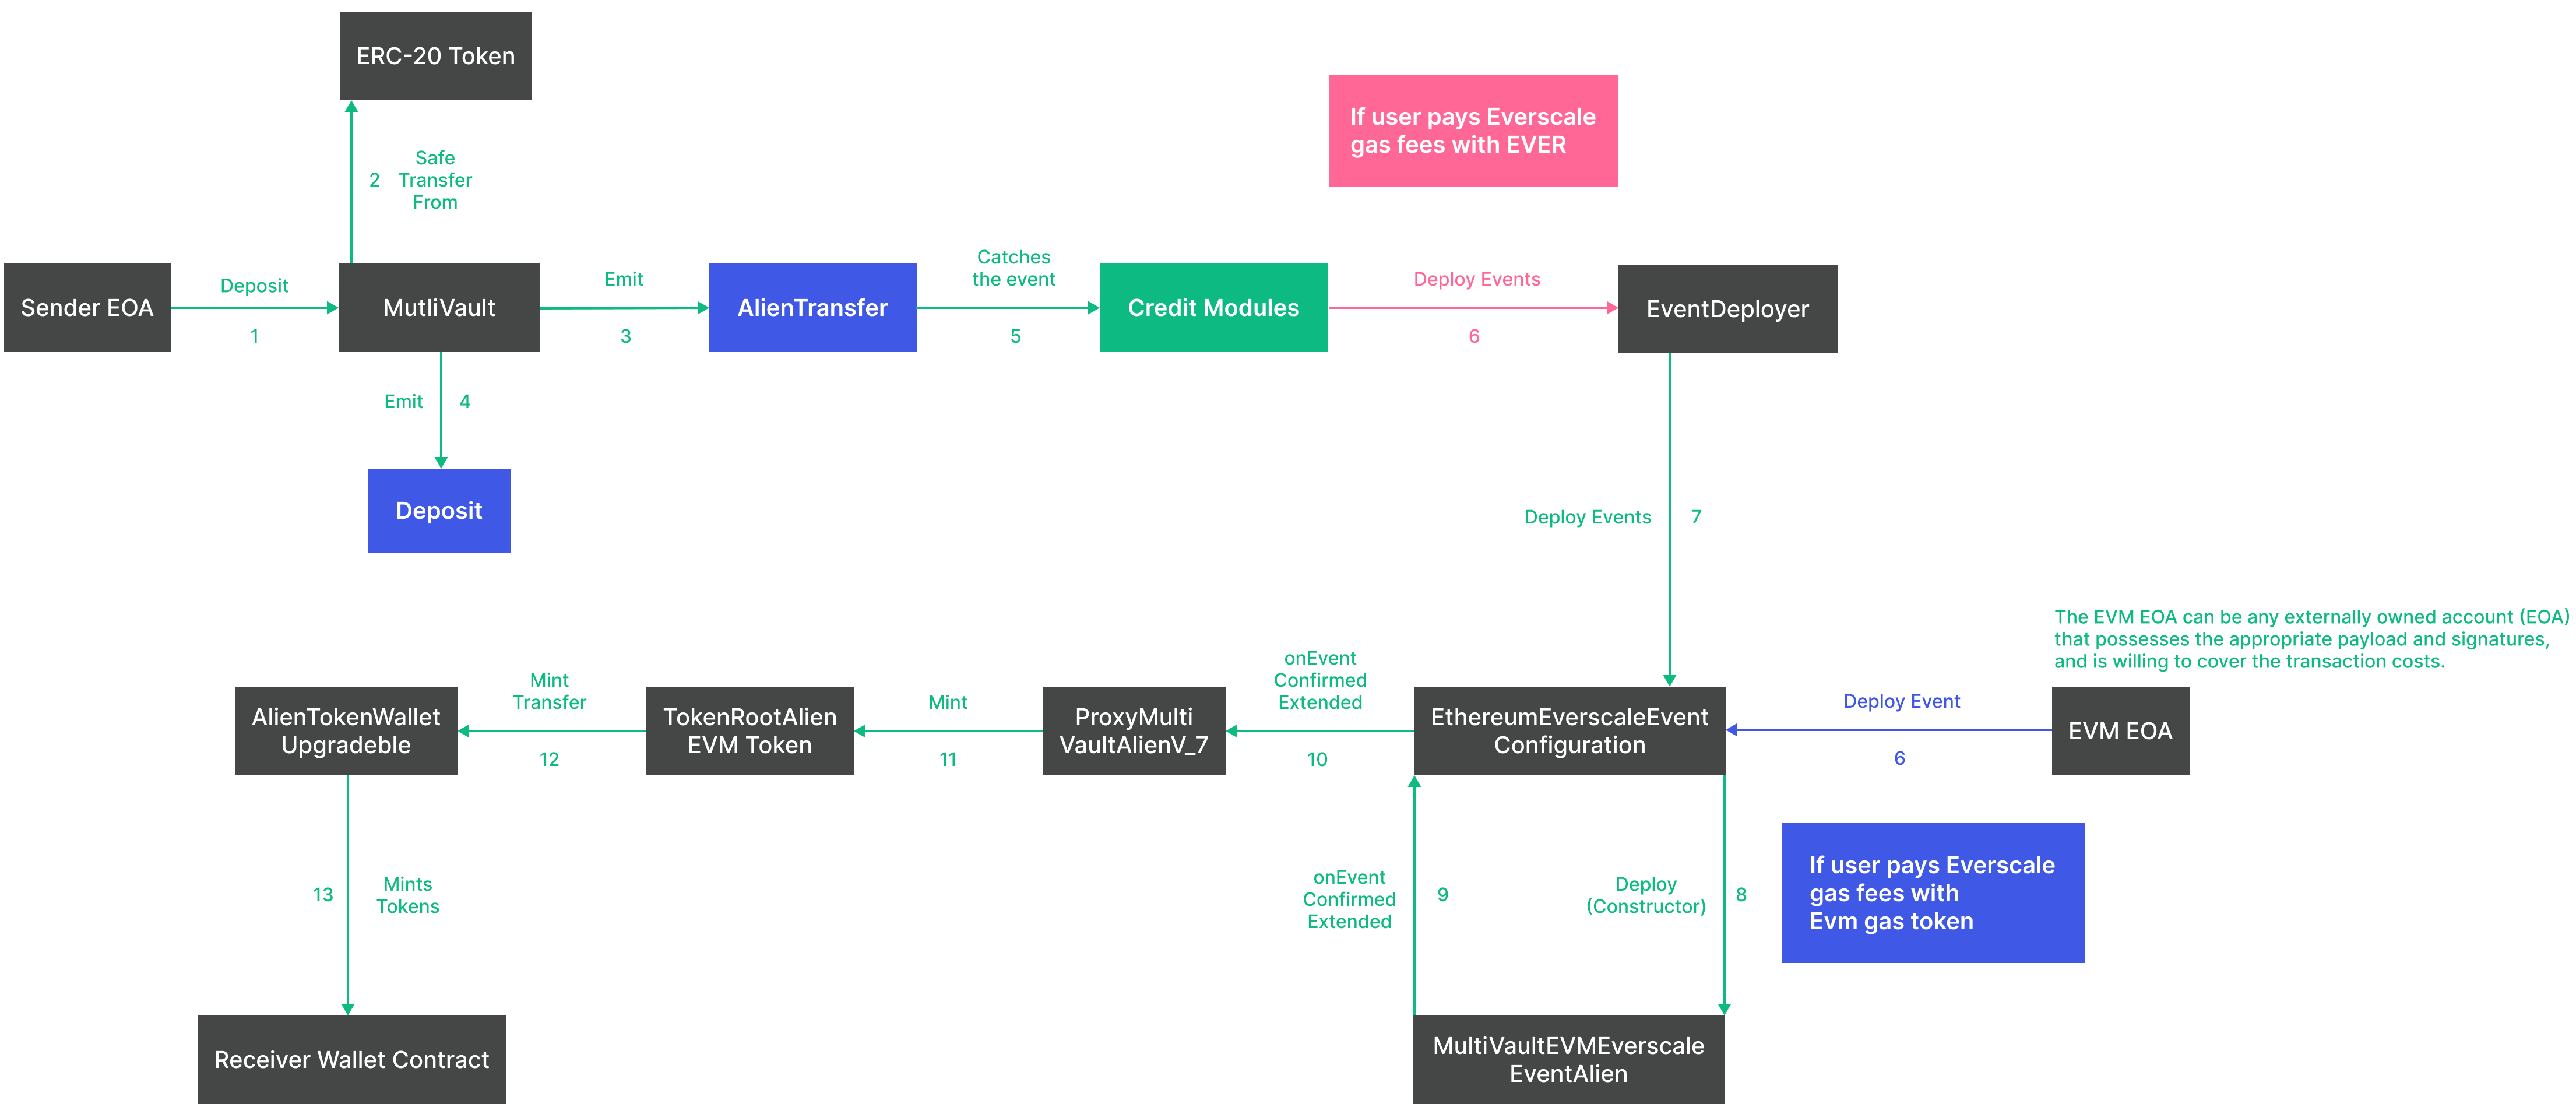 ERC-20 Token
2
Safe
Transfer
From
If user pays Everscale
gas fees with EVER
Sender EOA
Deposit
1
MutliVault
Emit
3
AlienTransfer
Catches
the event
5
Credit Modules
Deploy Events
6
EventDeployer
Emit
4
Deposit
Deploy Events
7
The EVM EOA can be any externally owned account (EOA)
that possesses the appropriate payload and signatures,
and is willing to cover the transaction costs.
AlienTokenWallet
Upgradeble
Mint
Transfer
12
TokenRootAlien
EVM Token
Mint
11
ProxyMulti
VaultAlienV_7
onEvent
Confirmed
Extended
10
EthereumEverscaleEvent
Configuration
Deploy Event
6
EVM EOA
13
Mints
Tokens
onEvent
Confirmed
Extended
9
Deploy
(Constructor)
8
If user pays Everscale
gas fees with
Evm gas token
Receiver Wallet Contract
MultiVaultEVMEverscale
EventAlien